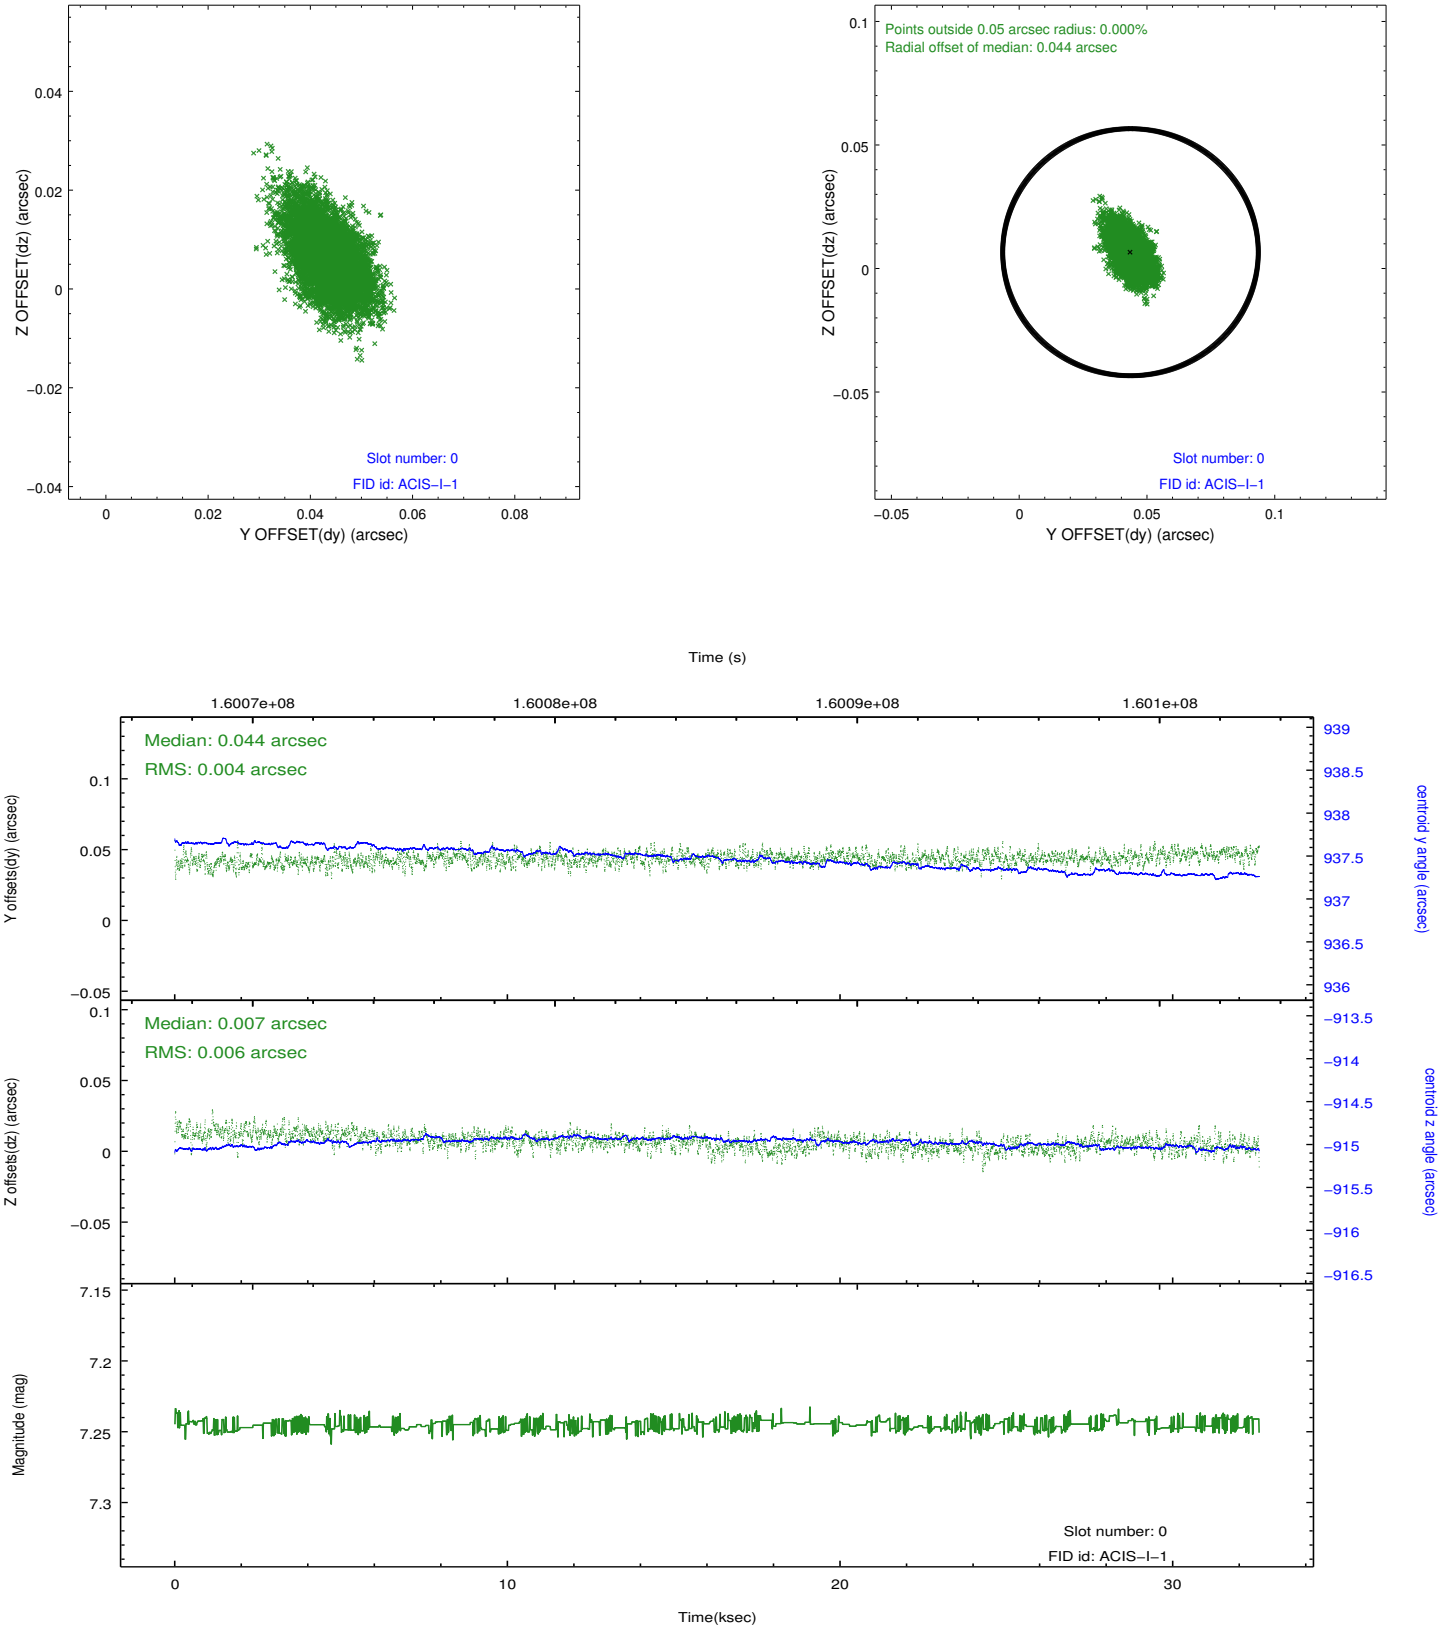 0.04
0.02
0
−0.02
−0.04
Z OFFSET(dz) (arcsec)
Slot number: 0
FID id: ACIS−I−1
0 0.02 0.04 0.06 0.08
Y OFFSET(dy) (arcsec)
Points outside 0.05 arcsec radius: 0.000%
Radial offset of median: 0.044 arcsec
0.1
0.05
0
−0.05
Z OFFSET(dz) (arcsec)
Slot number: 0
FID id: ACIS−I−1
−0.05 0 0.05 0.1
Y OFFSET(dy) (arcsec)
Time (s)
1.6007e+08 1.6008e+08 1.6009e+08 1.601e+08
Median: 0.044 arcsec
RMS: 0.004 arcsec
0.1
0.05
0
−0.05
Y offsets(dy) (arcsec)
939
938.5
938
937.5
937
936.5
936
centroid y angle (arcsec)
Median: 0.007 arcsec
RMS: 0.006 arcsec
0.1
0.05
0
−0.05
Z offsets(dz) (arcsec)
−913.5
−914
−914.5
−915
−915.5
−916
−916.5
centroid z angle (arcsec)
7.15
7.2
7.25
7.3
Magnitude (mag)
Slot number: 0
FID id: ACIS−I−1
0 10 20 30
Time(ksec)